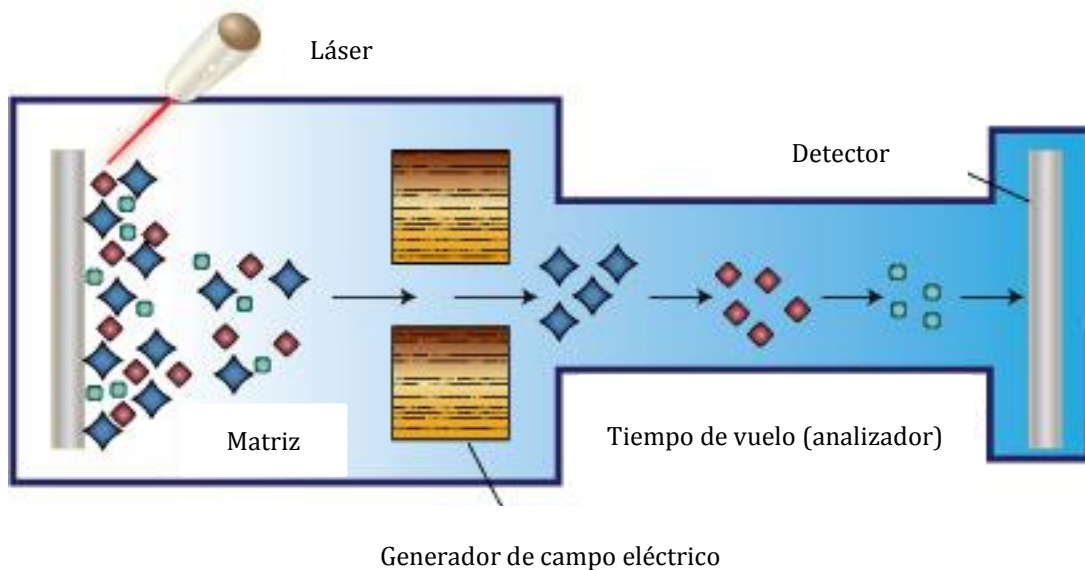 Láser
Detector
Matriz
Tiempo de vuelo (analizador)
Generador de campo eléctrico